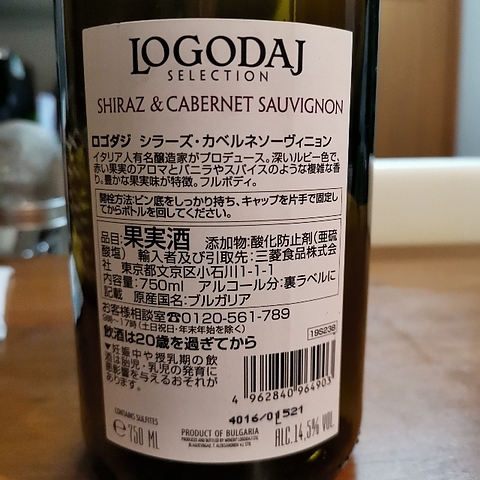 LOGODAJ
SELECTION
SHIRAZ & CABERNET SAUVIGNON
ロゴダジ シラーズ・カベルネソーヴィニョン
イタリア人有名醸造家がプロデュース。深いルビー色で、
赤い果実のアロマとバニラやスパイスのような複雑な香
り。豊かな果実味が特徴。フルボディ。
開栓方法:ビン底をしっかり持ち、キャップを片手で固定し
てからボトルを回してください。
品目:果実酒 添加物:酸化防止剤(亜硫
酸塩) 輸入者及び引取先:三菱食品株式会
社 東京都文京区小石川1-1-1
内容量:750ml アルコール分:裏ラベルに
記載 原産国名:ブルガリア
お客様相談室☎0120-561-789
9時~17時(土日祝日・年末年始を除く)
19S238
飲酒は20歳を過ぎてから
▼妊娠中や授乳期の飲
酒は胎児・乳児の発育に
悪影響を与えるおそれが
あります。
4 962840 964903
4016/01521
CONTAINS SULFITES
℮ 750 ML
PRODUCT OF BULGARIA
ALC.14,5% VOL.